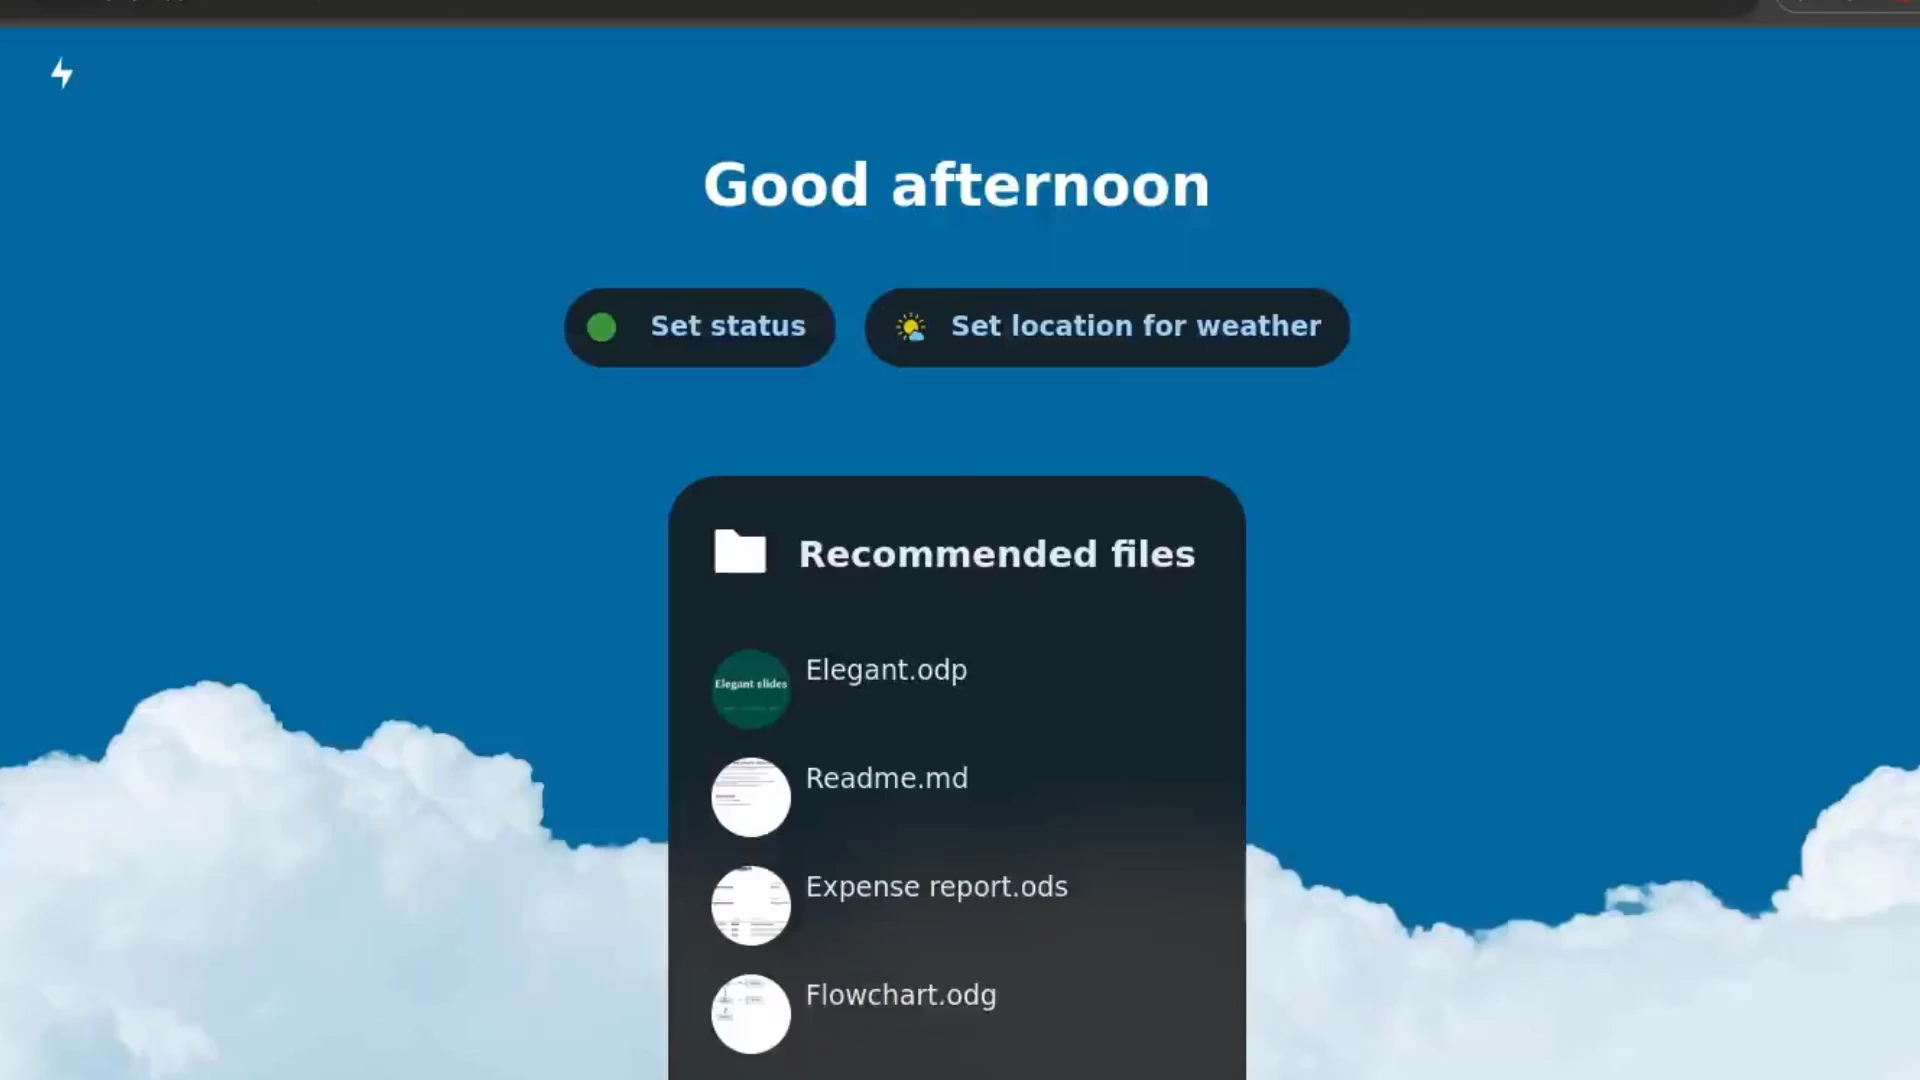 Good afternoon
Set status
Set location for weather
Recommended files
Elegant slides
Elegant.odp
Readme.md
Expense report.ods
Flowchart.odg